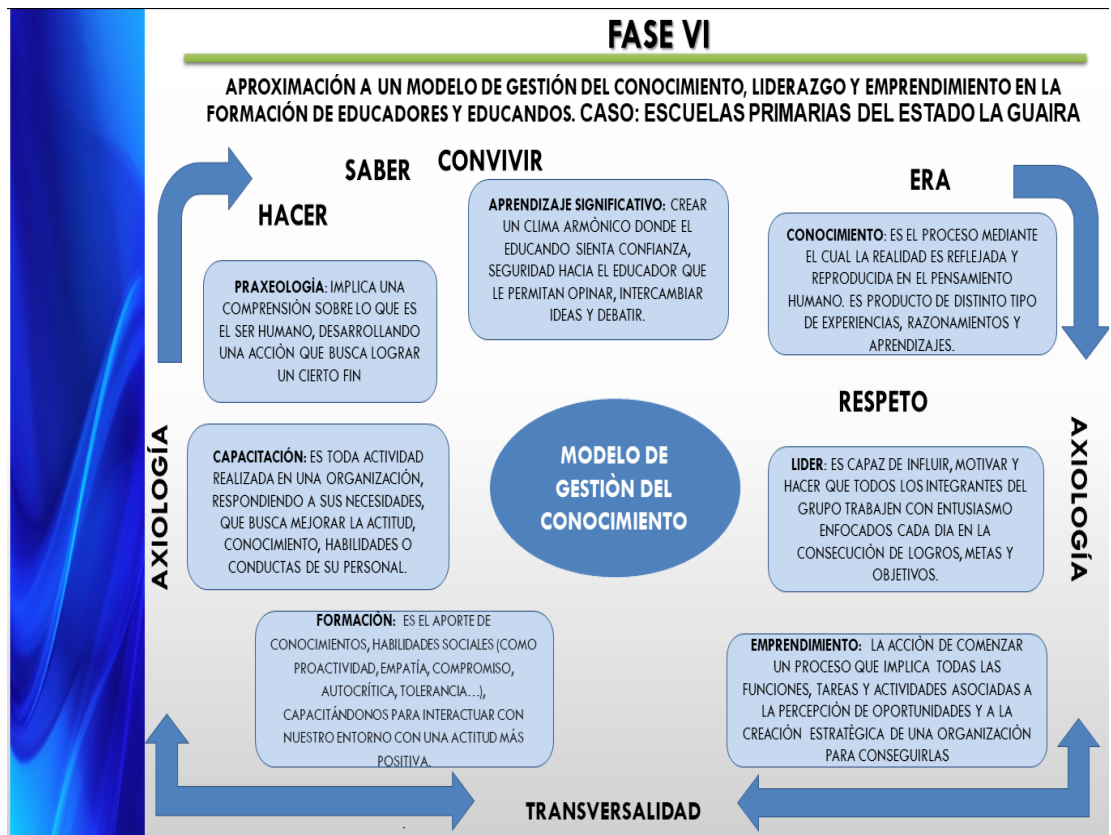 FASE VI
APROXIMACIÓN A UN MODELO DE GESTIÓN DEL CONOCIMIENTO, LIDERAZGO Y EMPRENDIMIENTO EN LA
FORMACIÓN DE EDUCADORES Y EDUCANDOS. CASO: ESCUELAS PRIMARIAS DEL ESTADO LA GUAIRA
HACER
SABER
CONVIVIR
ERA
PRAXEOLOGÌA: IMPLICA UNA
COMPRENSIÒN SOBRE LO QUE ES
EL SER HUMANO, DESARROLLANDO
UNA ACCIÒN QUE BUSCA LOGRAR
UN CIERTO FIN
APRENDIZAJE SIGNIFICATIVO: CREAR
UN CLIMA ARMÒNICO DONDE EL
EDUCANDO SIENTA CONFIANZA,
SEGURIDAD HACIA EL EDUCADOR QUE
LE PERMITAN OPINAR, INTERCAMBIAR
IDEAS Y DEBATIR.
CONOCIMIENTO: ES EL PROCESO MEDIANTE
EL CUAL LA REALIDAD ES REFLEJADA Y
REPRODUCIDA EN EL PENSAMIENTO
HUMANO. ES PRODUCTO DE DISTINTO TIPO
DE EXPERIENCIAS, RAZONAMIENTOS Y
APRENDIZAJES.
RESPETO
AXIOLOGÍA
CAPACITACIÓN: ES TODA ACTIVIDAD
REALIZADA EN UNA ORGANIZACIÓN,
RESPONDIENDO A SUS NECESIDADES,
QUE BUSCA MEJORAR LA ACTITUD,
CONOCIMIENTO, HABILIDADES O
CONDUCTAS DE SU PERSONAL.
MODELO DE
GESTIÒN DEL
CONOCIMIENTO
LIDER: ES CAPAZ DE INFLUIR, MOTIVAR Y
HACER QUE TODOS LOS INTEGRANTES DEL
GRUPO TRABAJEN CON ENTUSIASMO
ENFOCADOS CADA DIA EN LA
CONSECUCIÒN DE LOGROS, METAS Y
OBJETIVOS.
AXIOLOGÍA
FORMACIÒN: ES EL APORTE DE
CONOCIMIENTOS, HABILIDADES SOCIALES (COMO
PROACTIVIDAD, EMPATÍA, COMPROMISO,
AUTOCRÍTICA, TOLERANCIA...),
CAPACITÁNDONOS PARA INTERACTUAR CON
NUESTRO ENTORNO CON UNA ACTITUD MÁS
POSITIVA.
EMPRENDIMIENTO: LA ACCIÒN DE COMENZAR
UN PROCESO QUE IMPLICA TODAS LAS
FUNCIONES, TAREAS Y ACTIVIDADES ASOCIADAS A
LA PERCEPCIÒN DE OPORTUNIDADES Y A LA
CREACIÒN ESTRATÈGICA DE UNA ORGANIZACIÒN
PARA CONSEGUIRLAS
TRANSVERSALIDAD